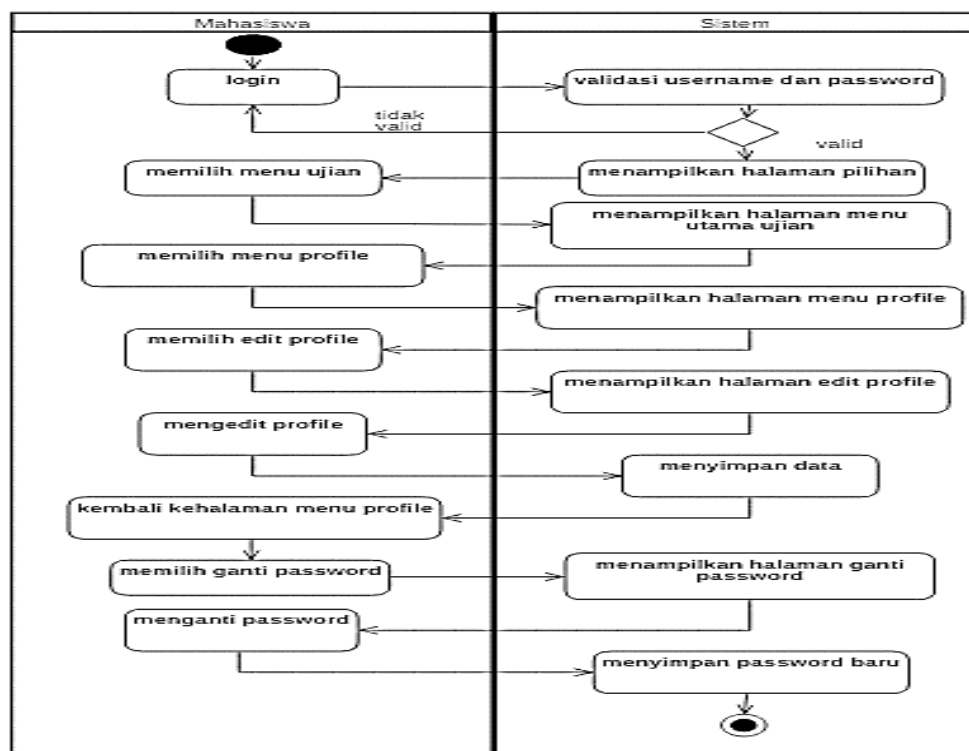 Mahasiswa
Sistem
login
validasi username dan password
tidak
valid
valid
memilih menu ujian
menampilkan halaman pilihan
menampilkan halaman menu
utama ujian
memilih menu profile
menampilkan halaman menu profile
memilih edit profile
menampilkan halaman edit profile
mengedit profile
menyimpan data
kembali kehalaman menu profile
memilih ganti password
menampilkan halaman ganti
password
menganti password
menyimpan password baru